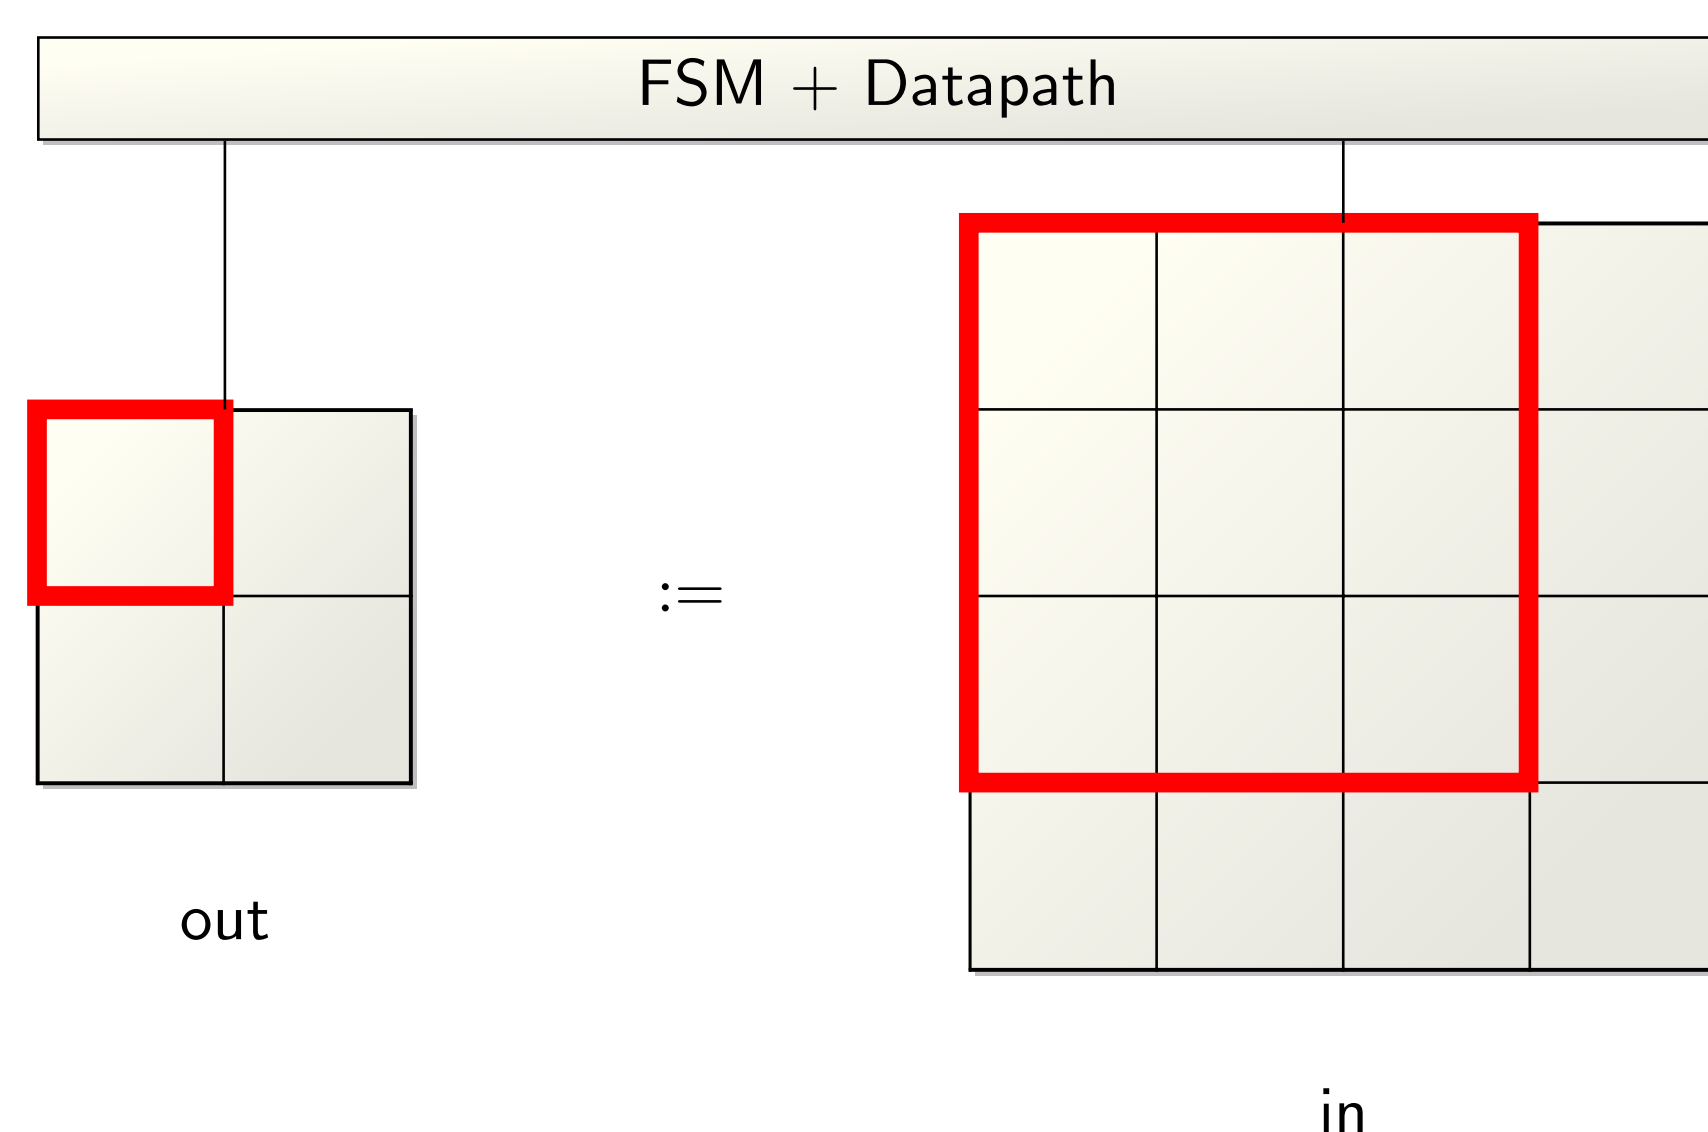 FSM + Datapath
:=
out
in